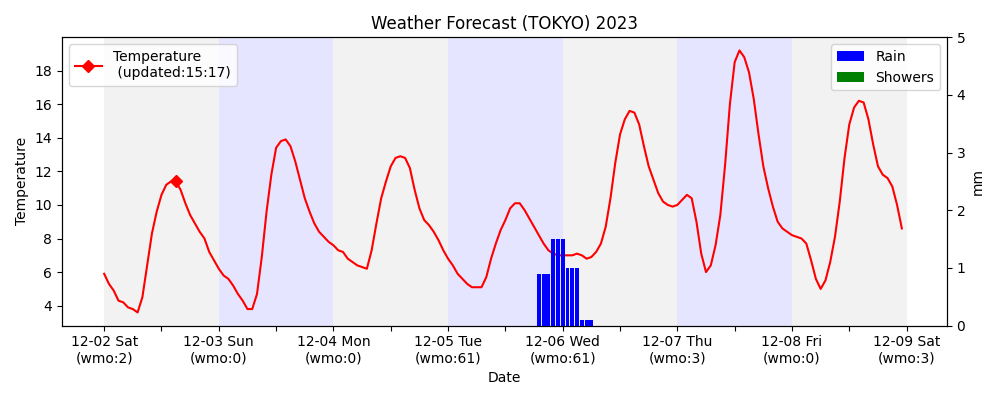 Weather Forecast (TOKYO) 2023
Temperature
(updated:15:17)
Rain
Showers
18
16
14
12
10
8
6
4
Temperature
5
4
3
2
1
0
mm
12-02 Sat
(wmo:2)
12-03 Sun
(wmo:0)
12-04 Mon
(wmo:0)
12-05 Tue
(wmo:61)
12-06 Wed
(wmo:61)
12-07 Thu
(wmo:3)
12-08 Fri
(wmo:0)
12-09 Sat
(wmo:3)
Date